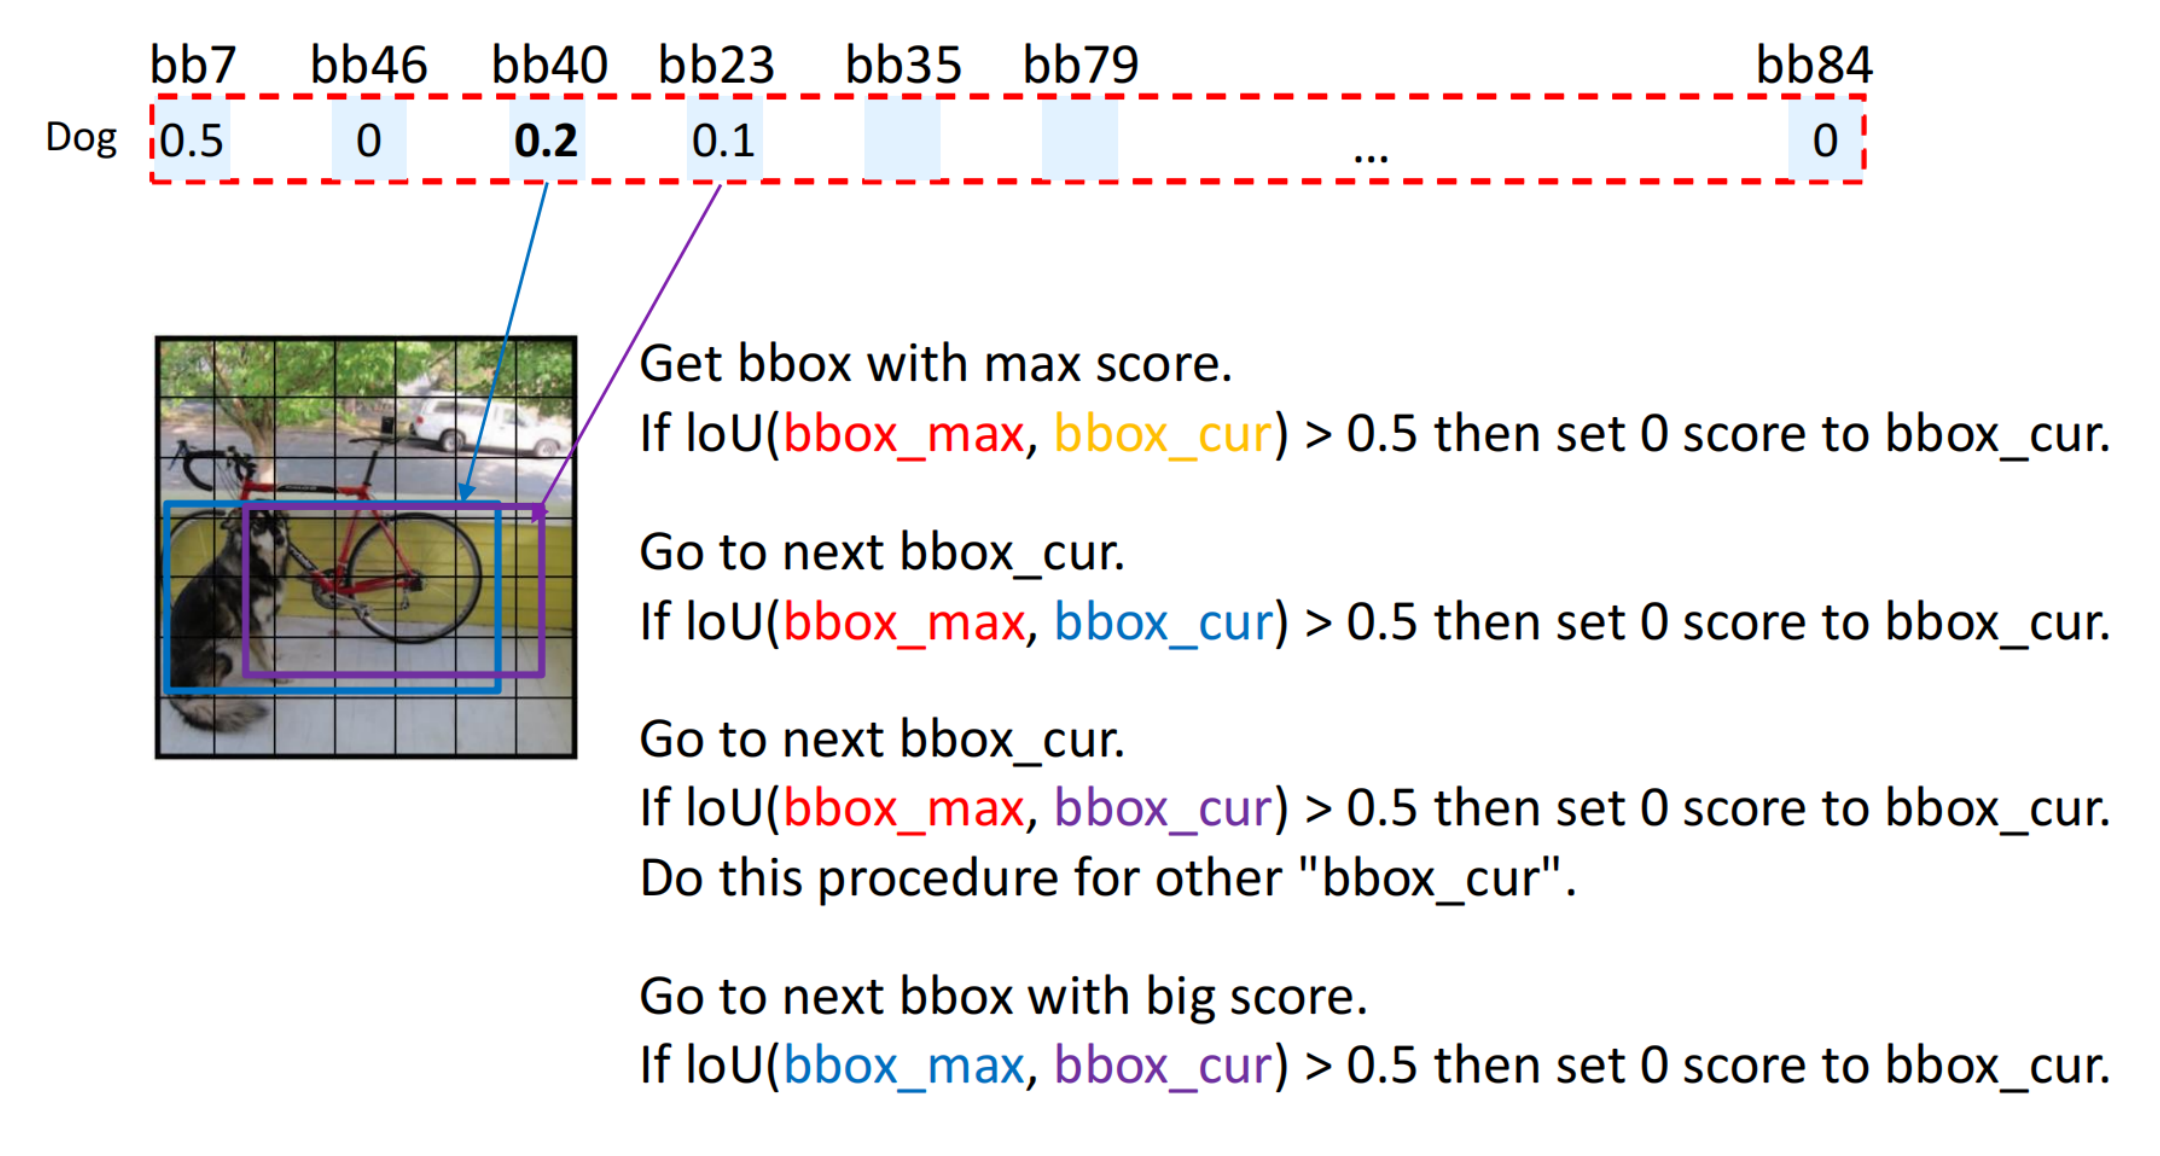 bb7 bb46 bb40 bb23 bb35 bb79 bb84
Dog 0.5 0 0.2 0.1 ... 0
Get bbox with max score.
If IoU(bbox_max, bbox_cur) > 0.5 then set 0 score to bbox_cur.
Go to next bbox_cur.
If IoU(bbox_max, bbox_cur) > 0.5 then set 0 score to bbox_cur.
Go to next bbox_cur.
If IoU(bbox_max, bbox_cur) > 0.5 then set 0 score to bbox_cur.
Do this procedure for other "bbox_cur".
Go to next bbox with big score.
If IoU(bbox_max, bbox_cur) > 0.5 then set 0 score to bbox_cur.